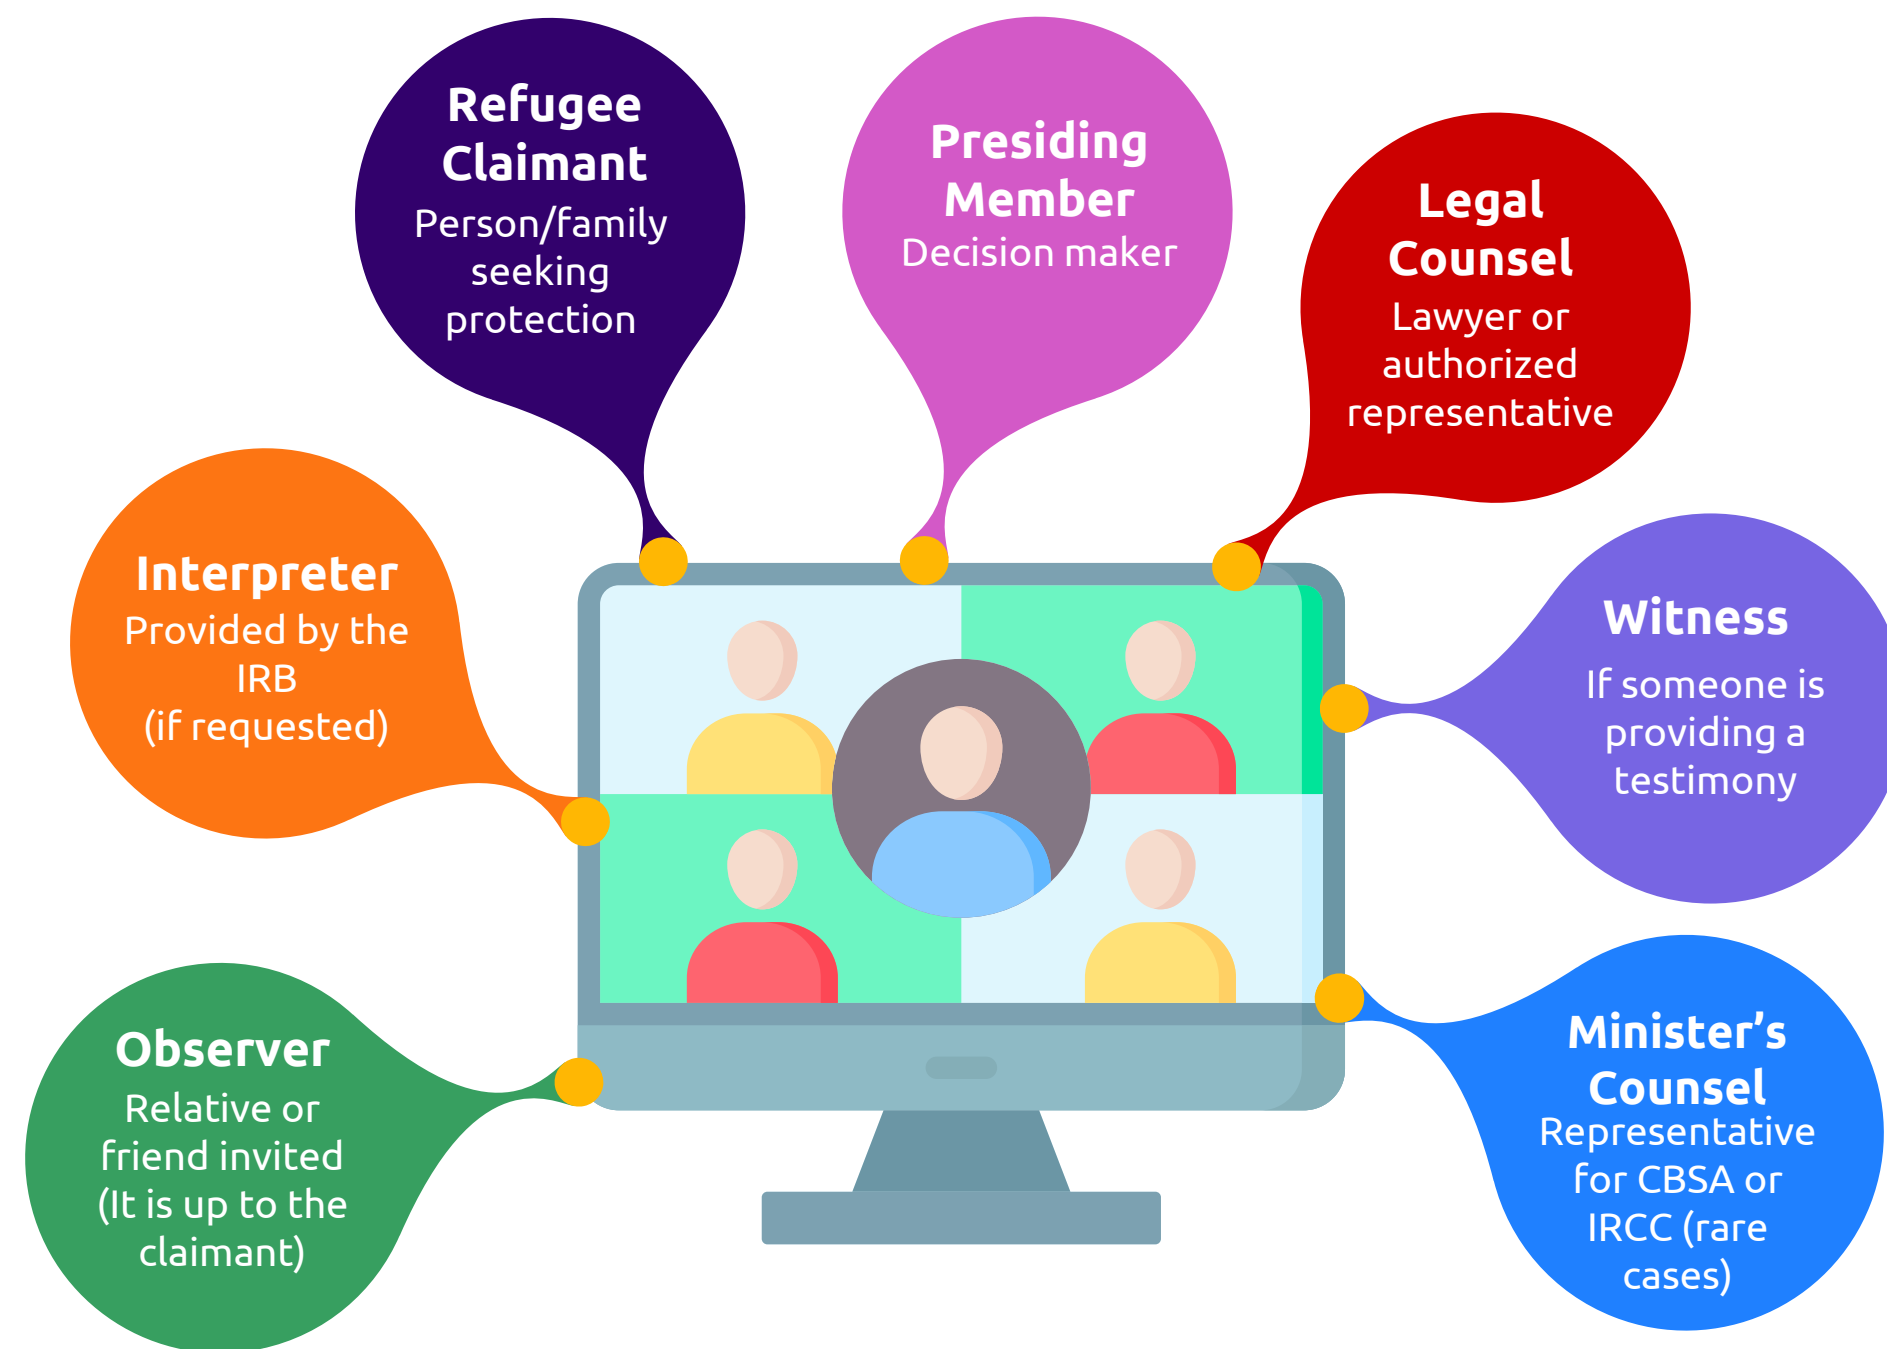 Refugee
Claimant
Person/family
seeking
protection
Presiding
Member
Decision maker
Legal
Counsel
Lawyer or
authorized
representative
Interpreter
Provided by the
IRB
(if requested)
Witness
If someone is
providing a
testimony
Observer
Relative or
friend invited
(It is up to the
claimant)
Minister’s
Counsel
Representative
for CBSA or
IRCC (rare
cases)